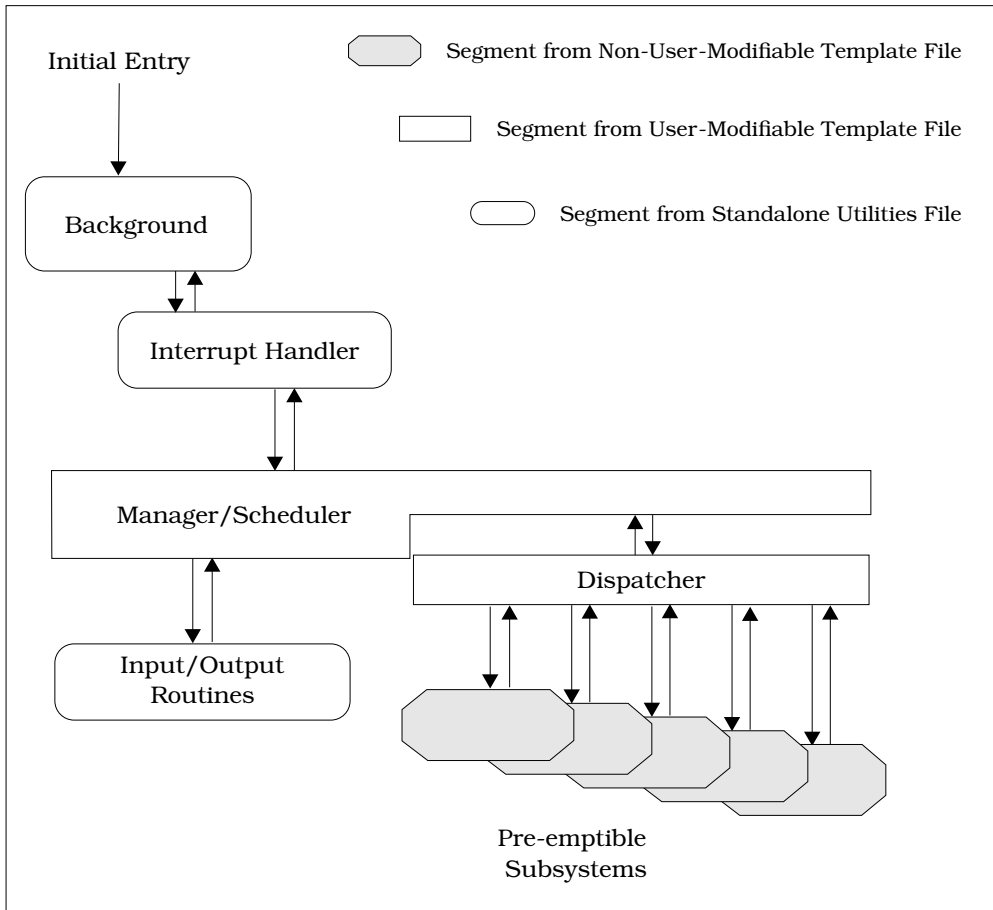 Initial Entry
Segment from Non-User-Modifiable Template File
Segment from User-Modifiable Template File
Segment from Standalone Utilities File
Background
Interrupt Handler
Manager/Scheduler
Dispatcher
Input/Output
Routines
Pre-emptible
Subsystems